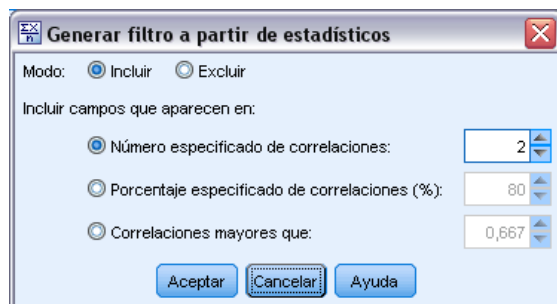 Σx
n
Generar filtro a partir de estadísticos
Modo: Incluir Excluir
Incluir campos que aparecen en:
Número especificado de correlaciones: 2
Porcentaje especificado de correlaciones (%): 80
Correlaciones mayores que: 0,667
Aceptar Cancelar Ayuda